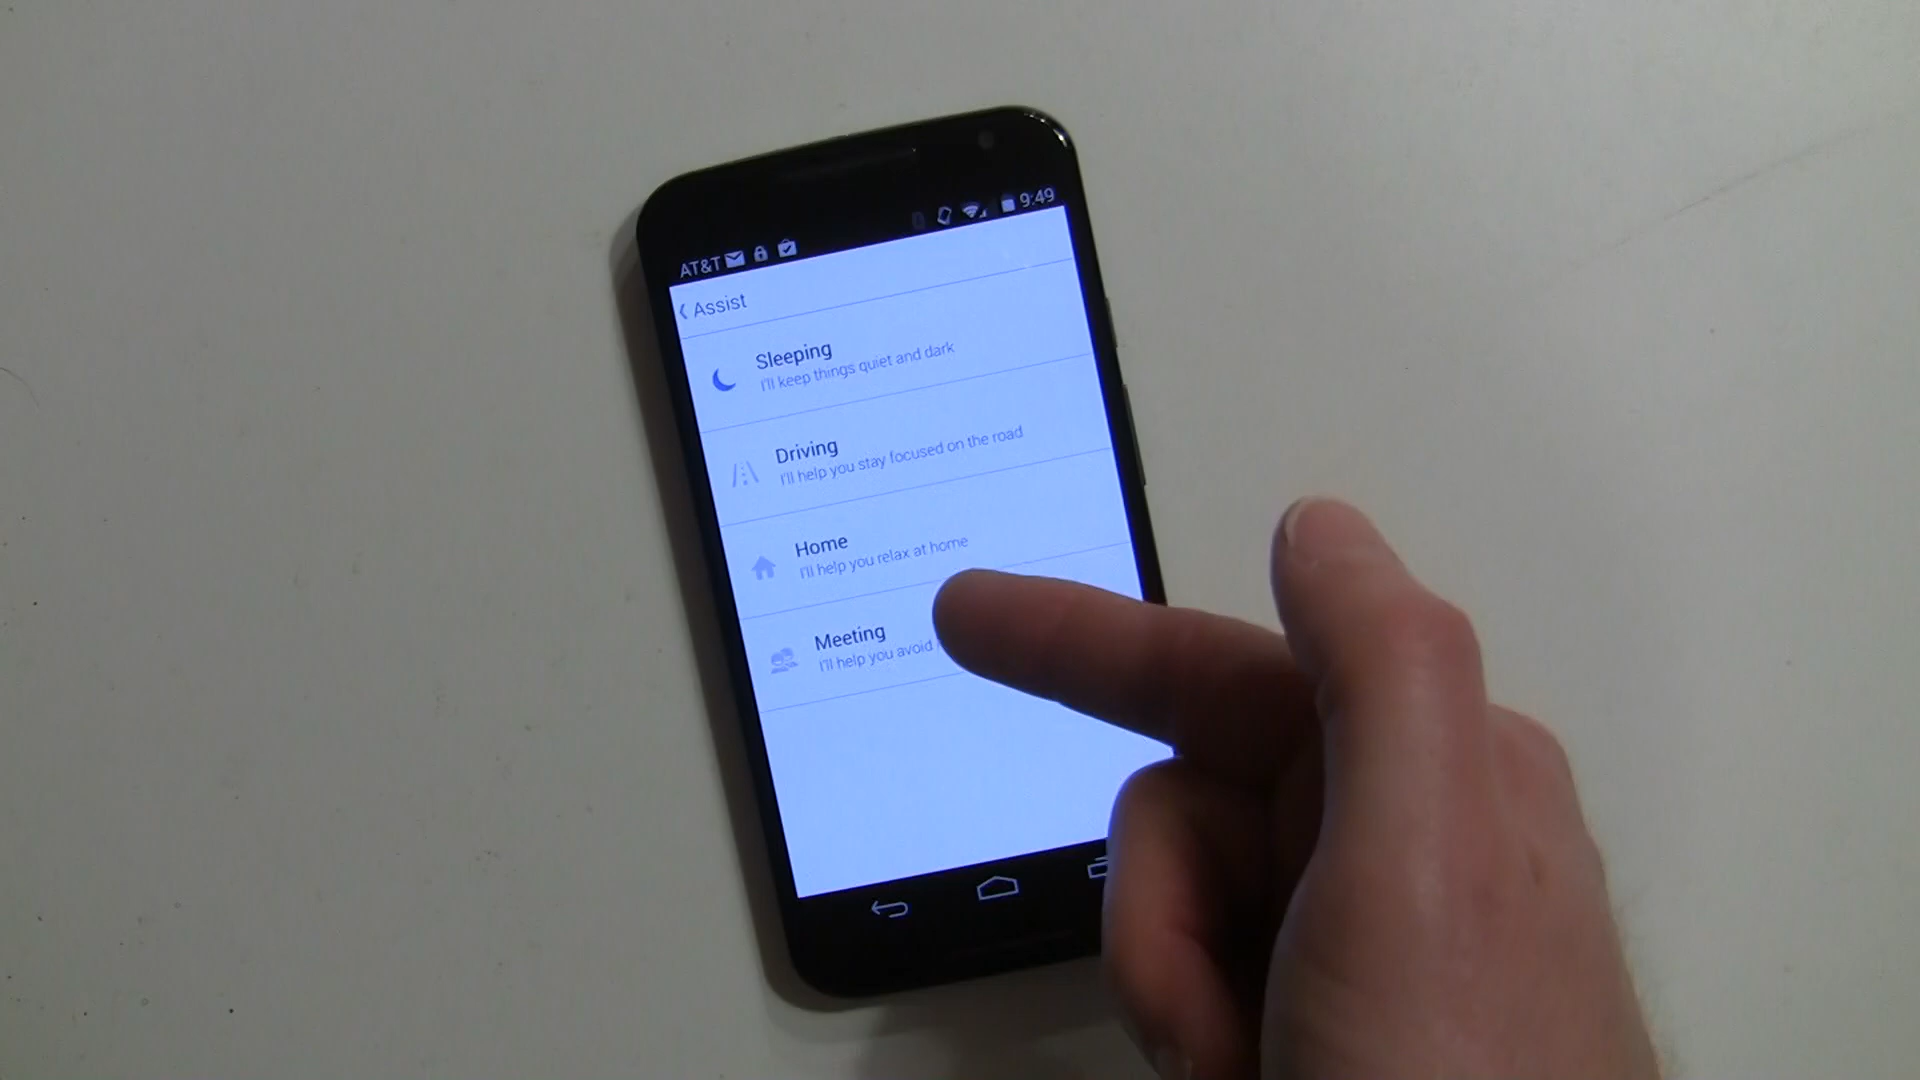 AT&T 9:49
Assist
Sleeping
I'll keep things quiet and dark
Driving
I'll help you stay focused on the road
Home
I'll help you relax at home
Meeting
I'll help you avoid